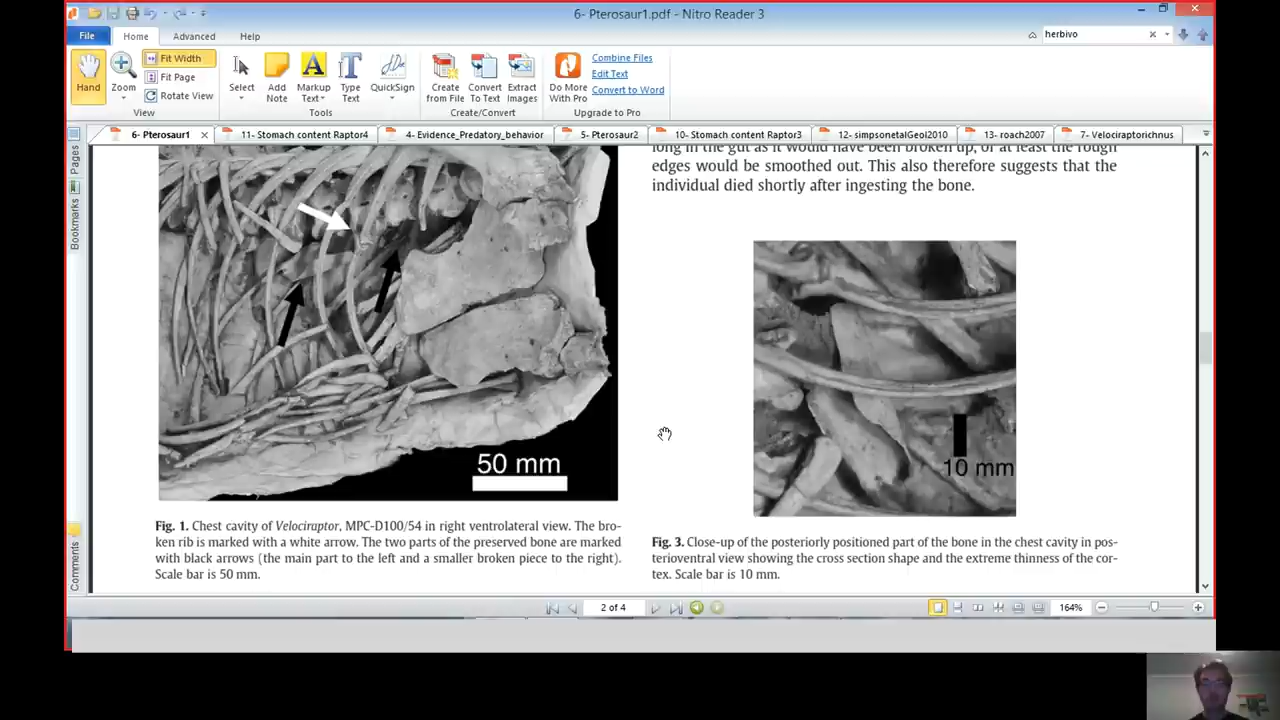 6- Pterosaur1.pdf - Nitro Reader 3
File Home Advanced Help
herbivo
Hand
Zoom
Fit Width
Fit Page
Rotate View
View
Select
Add Note
Markup Text
Type Text
QuickSign
Tools
Create from File
Convert To Text
Extract Images
Create/Convert
Do More With Pro
Combine Files
Edit Text
Convert to Word
Upgrade to Pro
6- Pterosaur1
11- Stomach content Raptor4
4- Evidence_Predatory_behavior
5- Pterosaur2
10- Stomach content Raptor3
12- simpsonetalGeol2010
13- roach2007
7- Velociraptorichnus
Pages
Bookmarks
Comments
50 mm
Fig. 1. Chest cavity of Velociraptor, MPC-D100/54 in right ventrolateral view. The bro-
ken rib is marked with a white arrow. The two parts of the preserved bone are marked
with black arrows (the main part to the left and a smaller broken piece to the right).
Scale bar is 50 mm.
long in the gut as it would have been broken up, or at least the rough
edges would be smoothed out. This also therefore suggests that the
individual died shortly after ingesting the bone.
10 mm
Fig. 3. Close-up of the posteriorly positioned part of the bone in the chest cavity in pos-
terioventral view showing the cross section shape and the extreme thinness of the cor-
tex. Scale bar is 10 mm.
2 of 4
164%